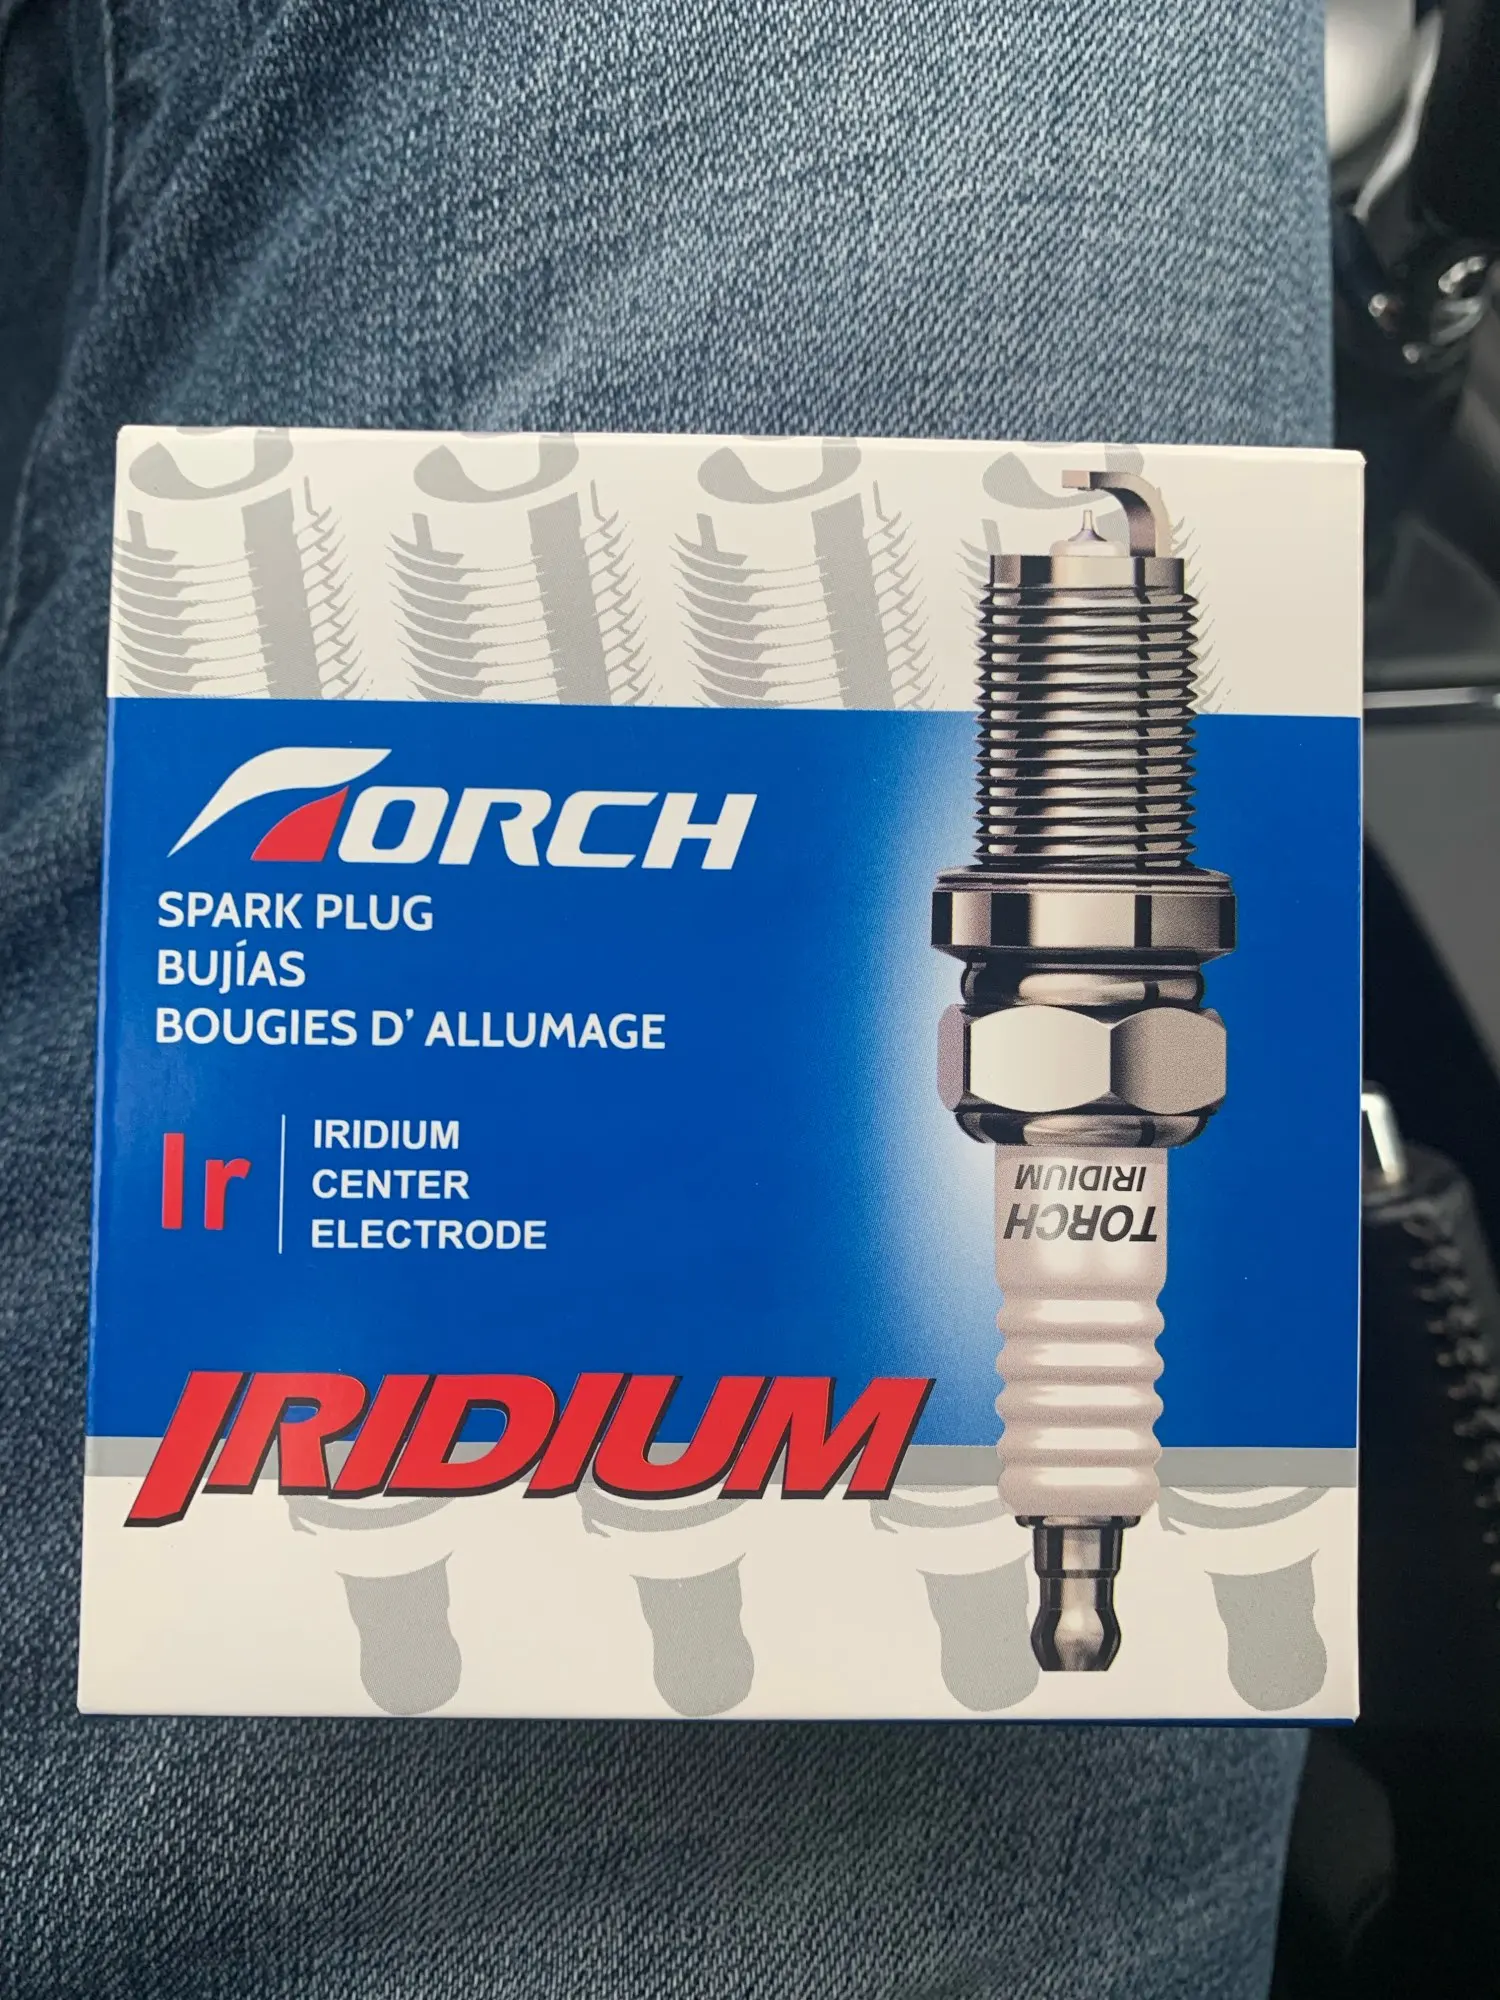 TORCH
SPARK PLUG
BUJÍAS
BOUGIES D' ALLUMAGE
Ir
IRIDIUM
CENTER
ELECTRODE
IRIDIUM
TORCH
IRIDIUM